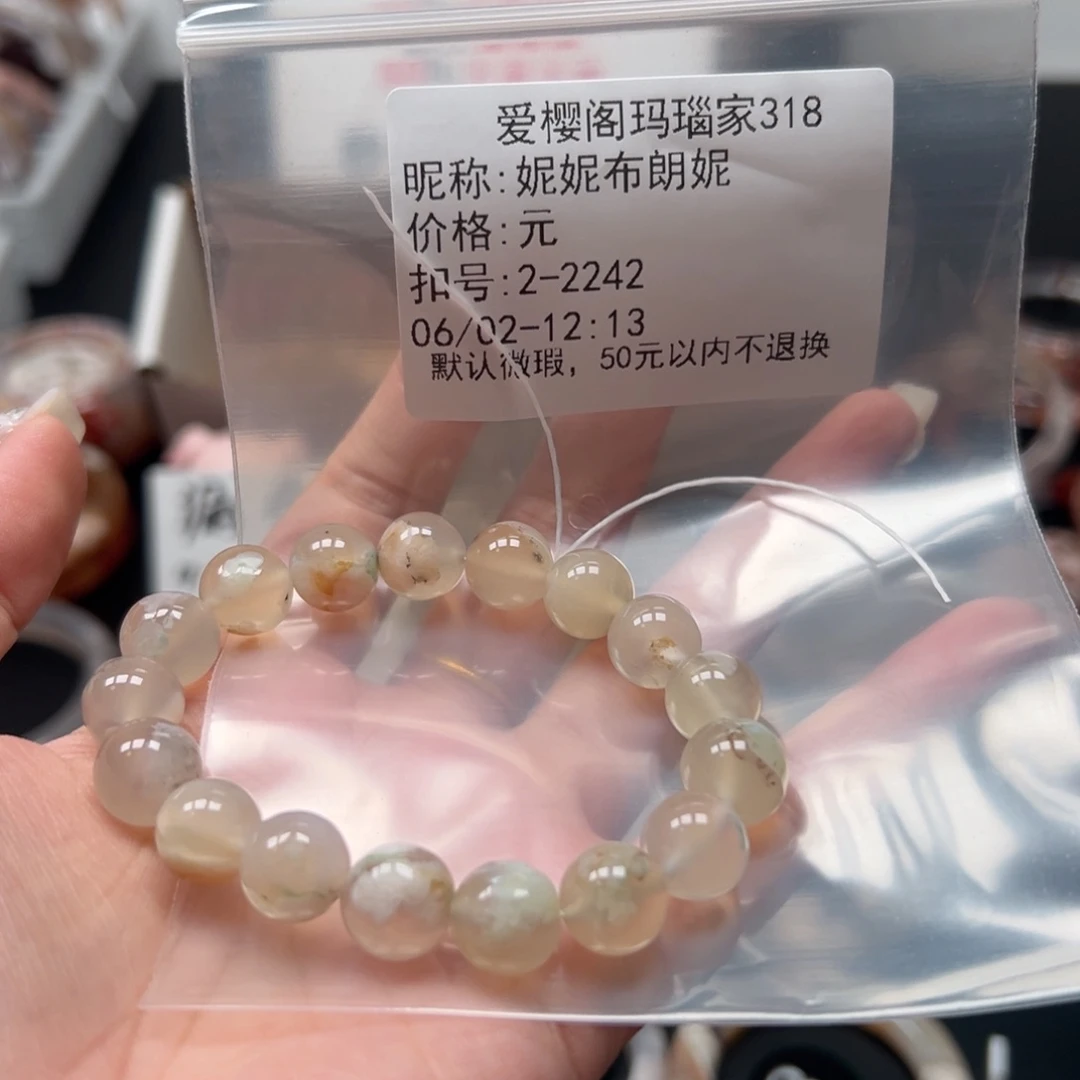 爱樱阁玛瑙家318
昵称:妮妮布朗妮
价格:元
扣号:2-2242
06/02-12:13
默认微瑕，50元以内不退换